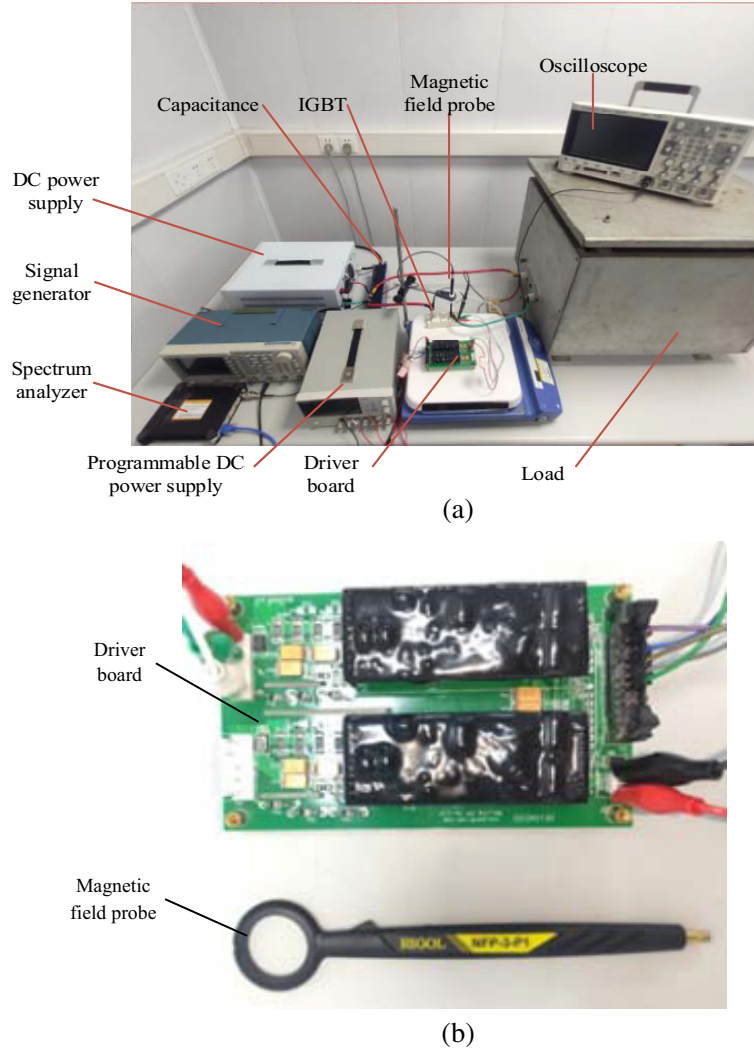 Oscilloscope
Magnetic
field probe
Capacitance
IGBT
DC power
supply
Signal
generator
Spectrum
analyzer
Programmable DC
power supply
Driver
board
Load
(a)
Driver
board
Magnetic
field probe
RIGOL
NFP-3-P1
(b)